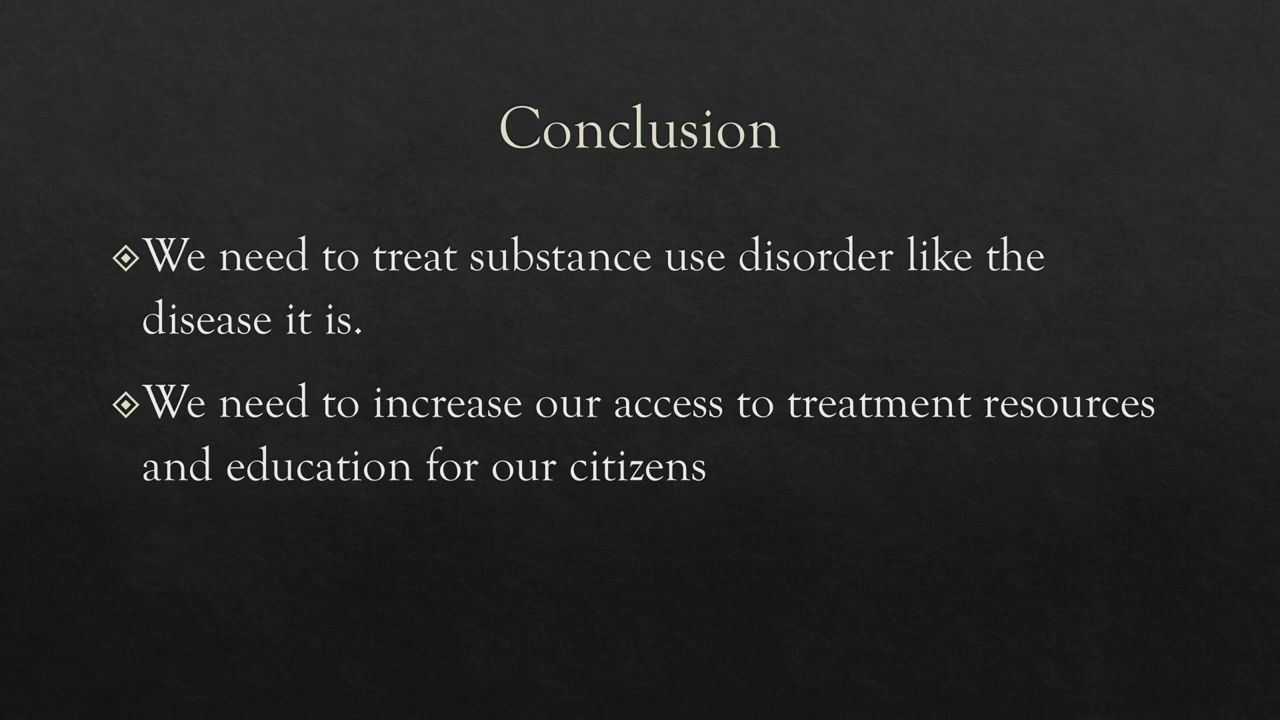 Conclusion
We need to treat substance use disorder like the
disease it is.
We need to increase our access to treatment resources
and education for our citizens